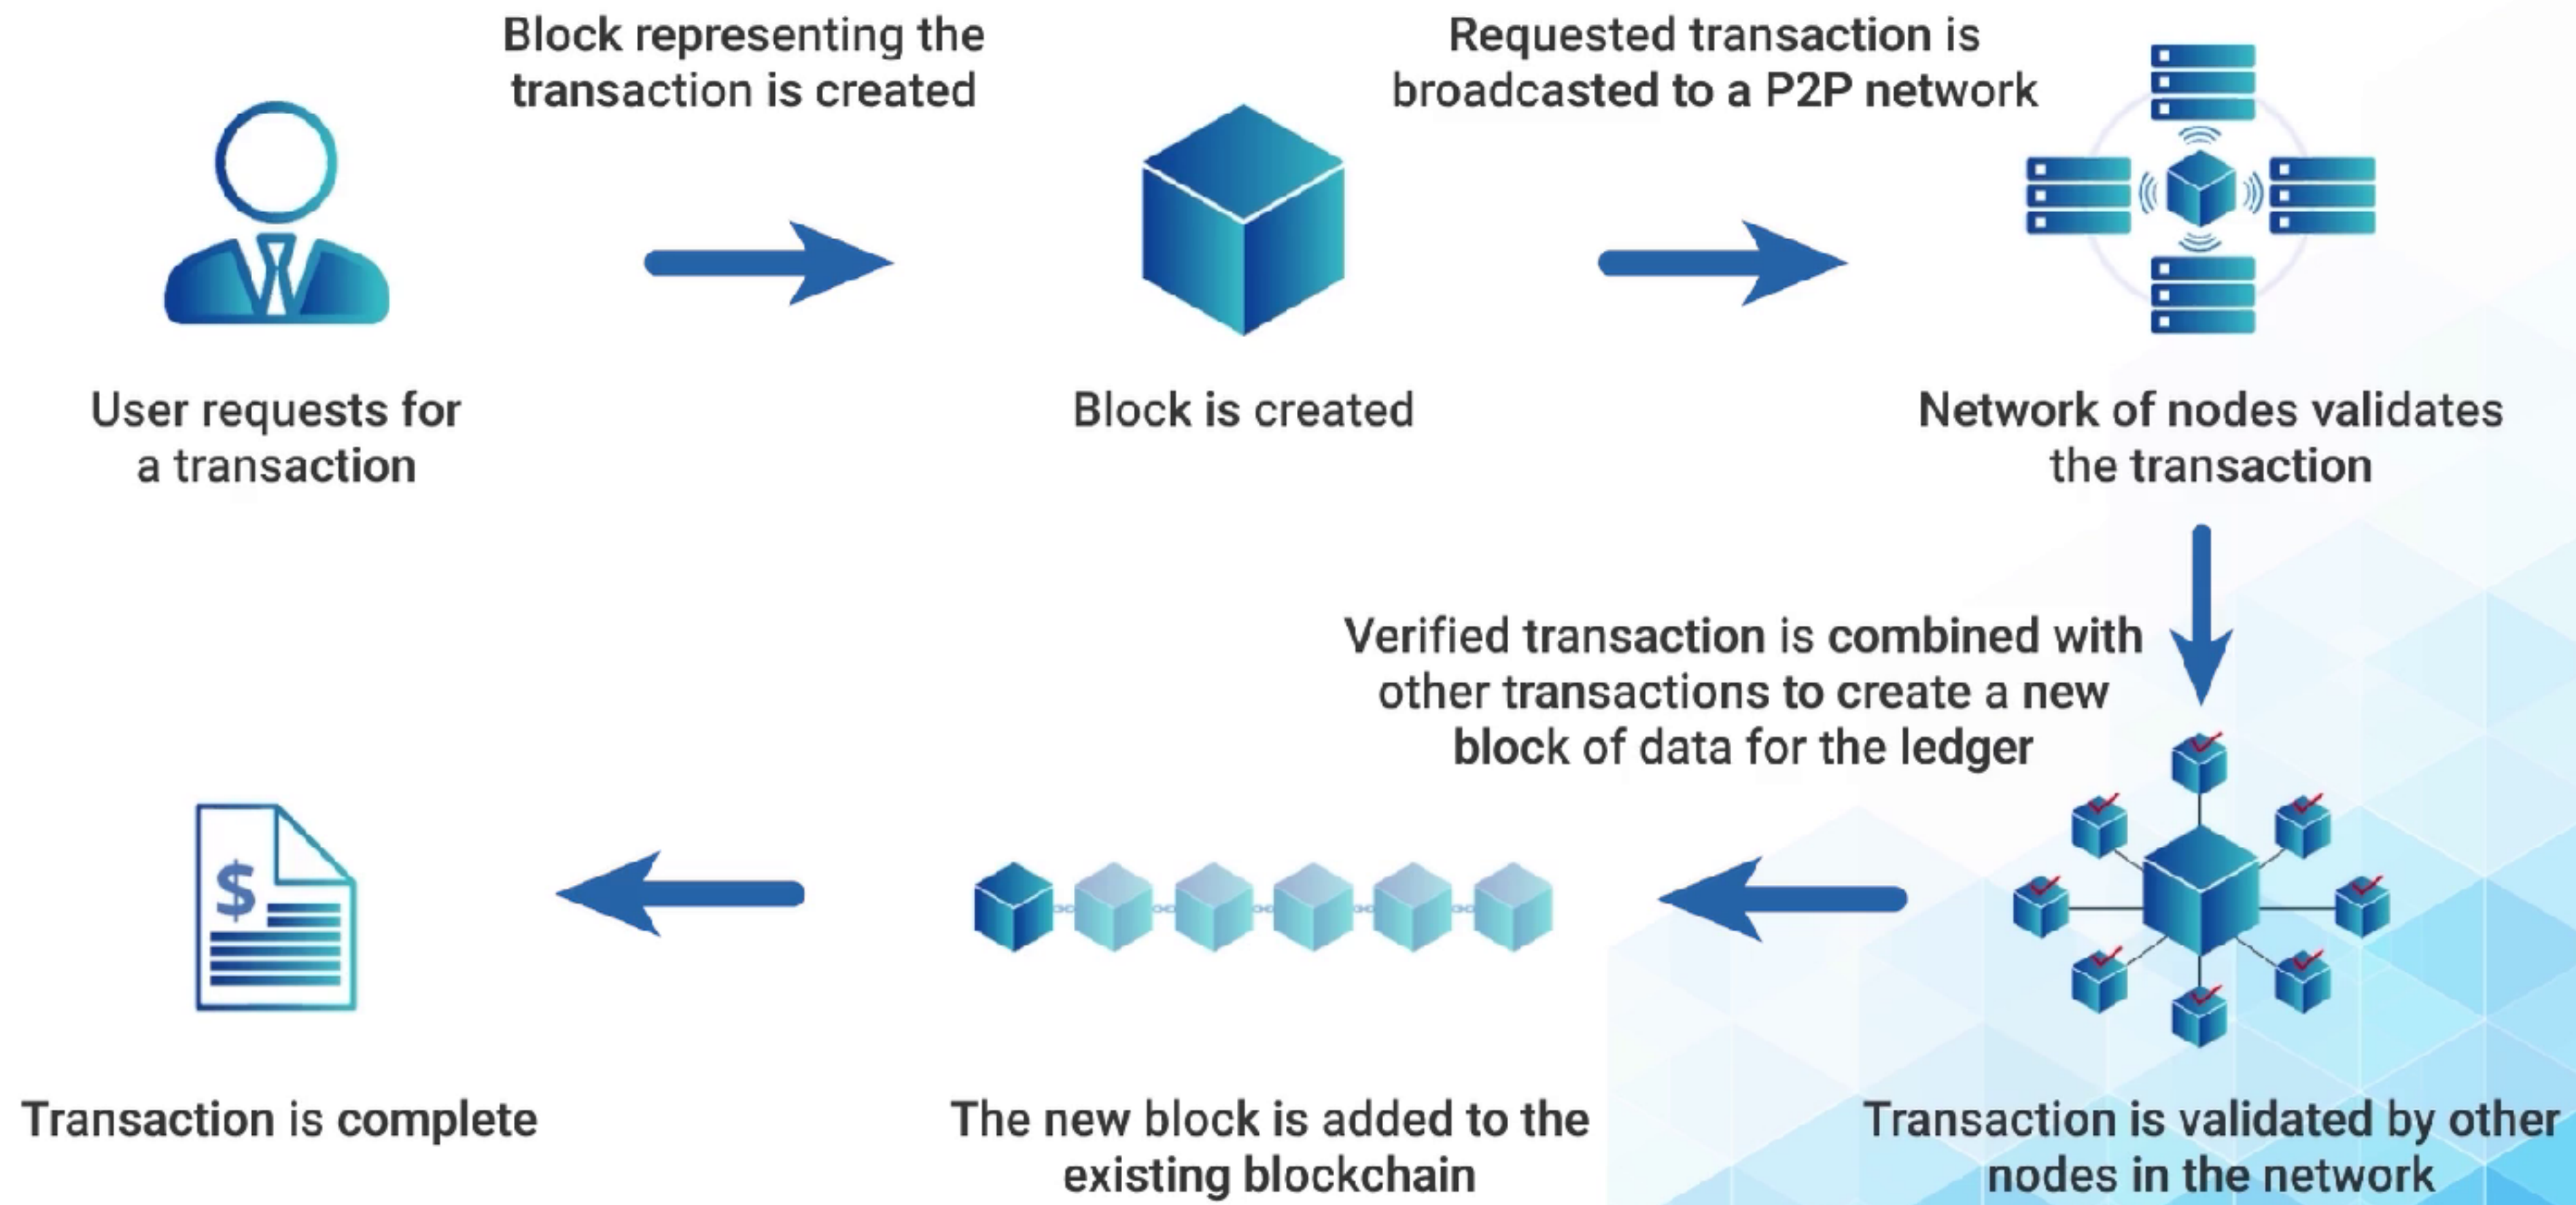 Block representing the
transaction is created
Requested transaction is
broadcasted to a P2P network
User requests for
a transaction
Block is created
Network of nodes validates
the transaction
Verified transaction is combined with
other transactions to create a new
block of data for the ledger
$
Transaction is complete
The new block is added to the
existing blockchain
Transaction is validated by other
nodes in the network